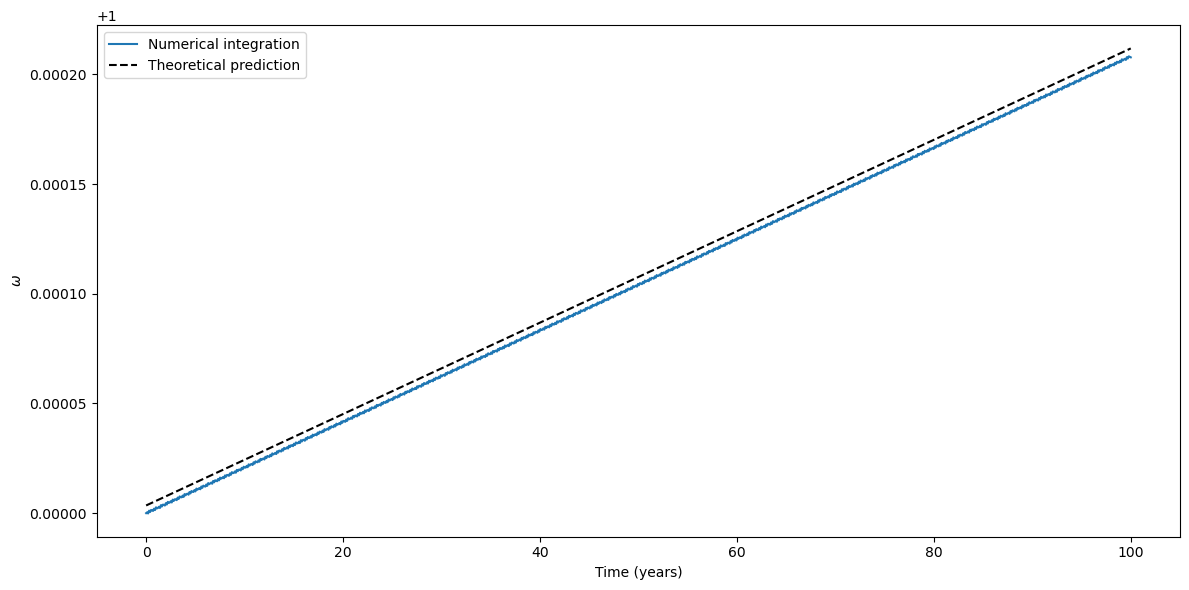 +1
Numerical integration
Theoretical prediction
0.00020
0.00015
0.00010
0.00005
0.00000
ω
0 20 40 60 80 100
Time (years)